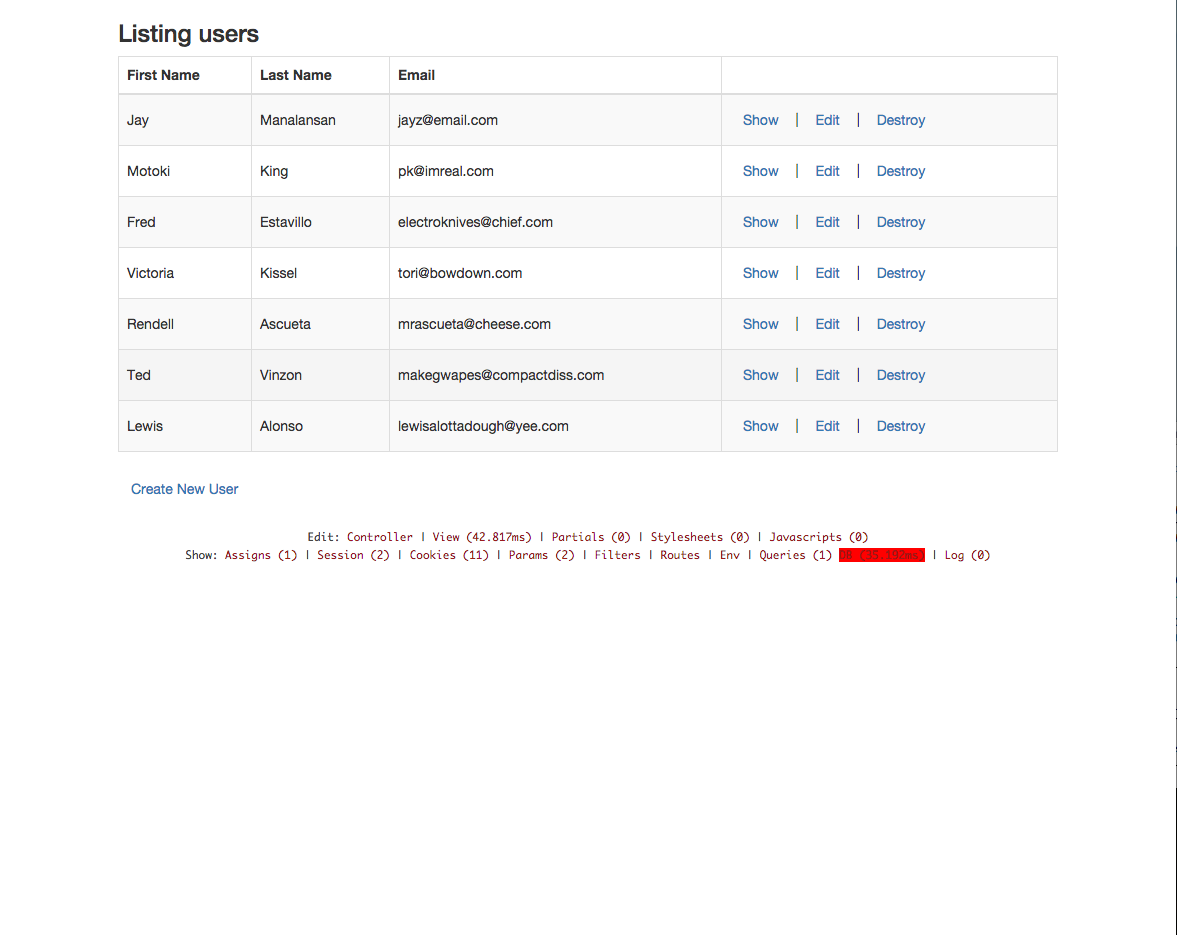 Listing users
First Name Last Name Email
Jay Manalansan jayz@email.com Show | Edit | Destroy
Motoki King pk@imreal.com Show | Edit | Destroy
Fred Estavillo electroknives@chief.com Show | Edit | Destroy
Victoria Kissel tori@bowdown.com Show | Edit | Destroy
Rendell Ascueta mrascueta@cheese.com Show | Edit | Destroy
Ted Vinzon makegwapes@compactdiss.com Show | Edit | Destroy
Lewis Alonso lewisalottadough@yee.com Show | Edit | Destroy
Create New User
Edit: Controller | View (42.817ms) | Partials (0) | Stylesheets (0) | Javascripts (0)
Show: Assigns (1) | Session (2) | Cookies (11) | Params (2) | Filters | Routes | Env | Queries (1) DB (35.192ms) | Log (0)